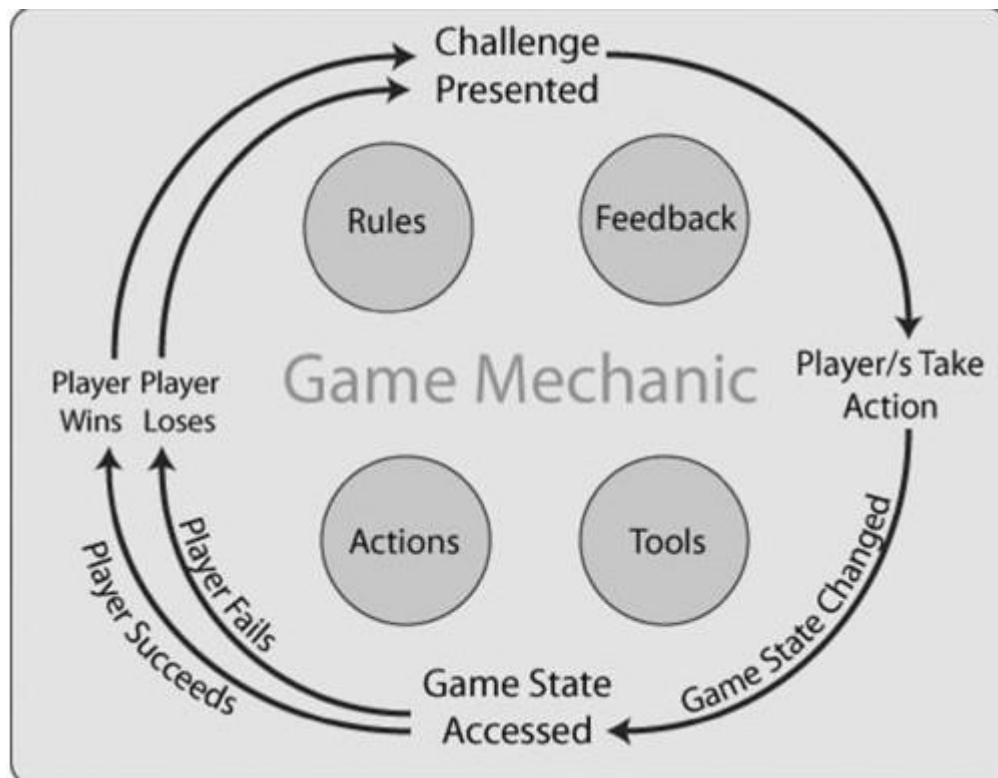 Challenge
Presented
Rules
Feedback
Game Mechanic
Player/s Take
Action
Player
Wins
Player
Loses
Actions
Tools
Game State Changed
Player Fails
Player Succeeds
Game State
Accessed